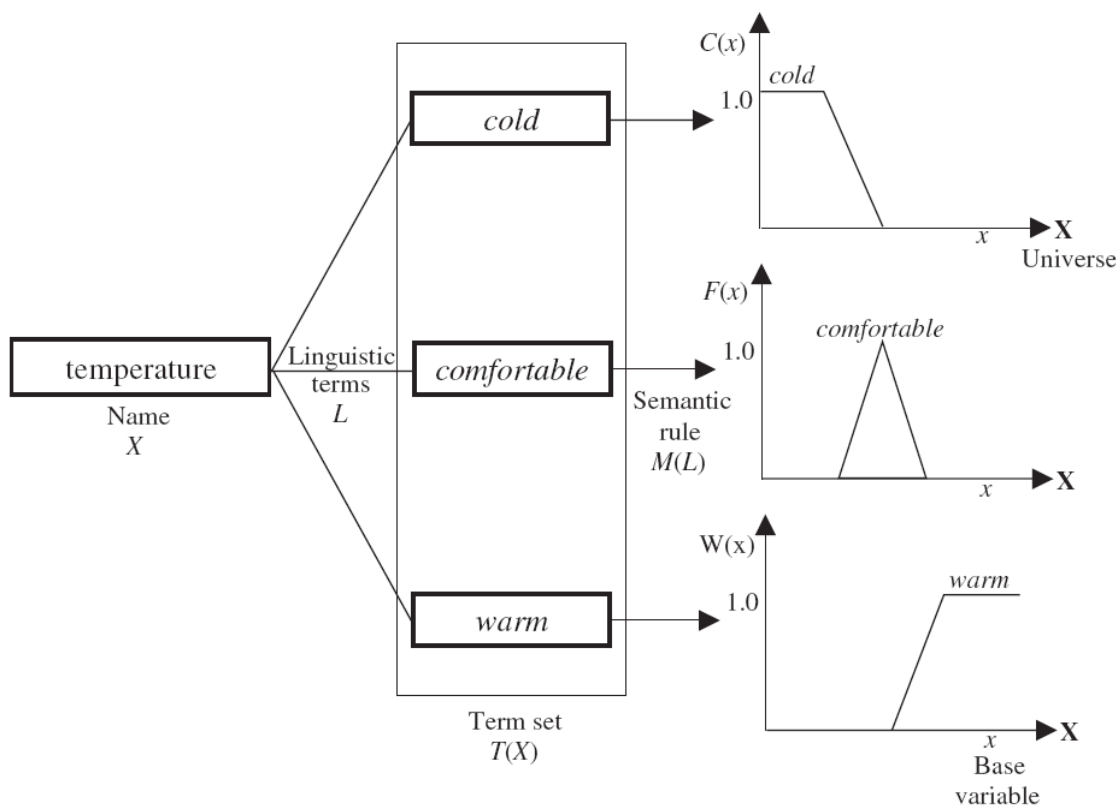 temperature
Name
X
Linguistic
terms
L
cold
comfortable
warm
Term set
T(X)
Semantic
rule
M(L)
C(x)
cold
1.0
x
X
Universe
F(x)
comfortable
1.0
x
X
W(x)
warm
1.0
x
X
Base
variable